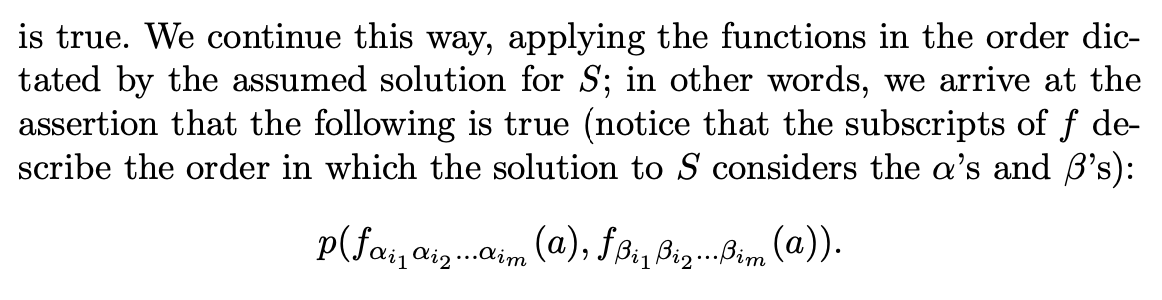 is true. We continue this way, applying the functions in the order dic-
tated by the assumed solution for S; in other words, we arrive at the
assertion that the following is true (notice that the subscripts of f de-
scribe the order in which the solution to S considers the α’s and β’s):
p(f_{α_{i_1} α_{i_2} ... α_{i_m}} (a), f_{β_{i_1} β_{i_2} ... β_{i_m}} (a)).